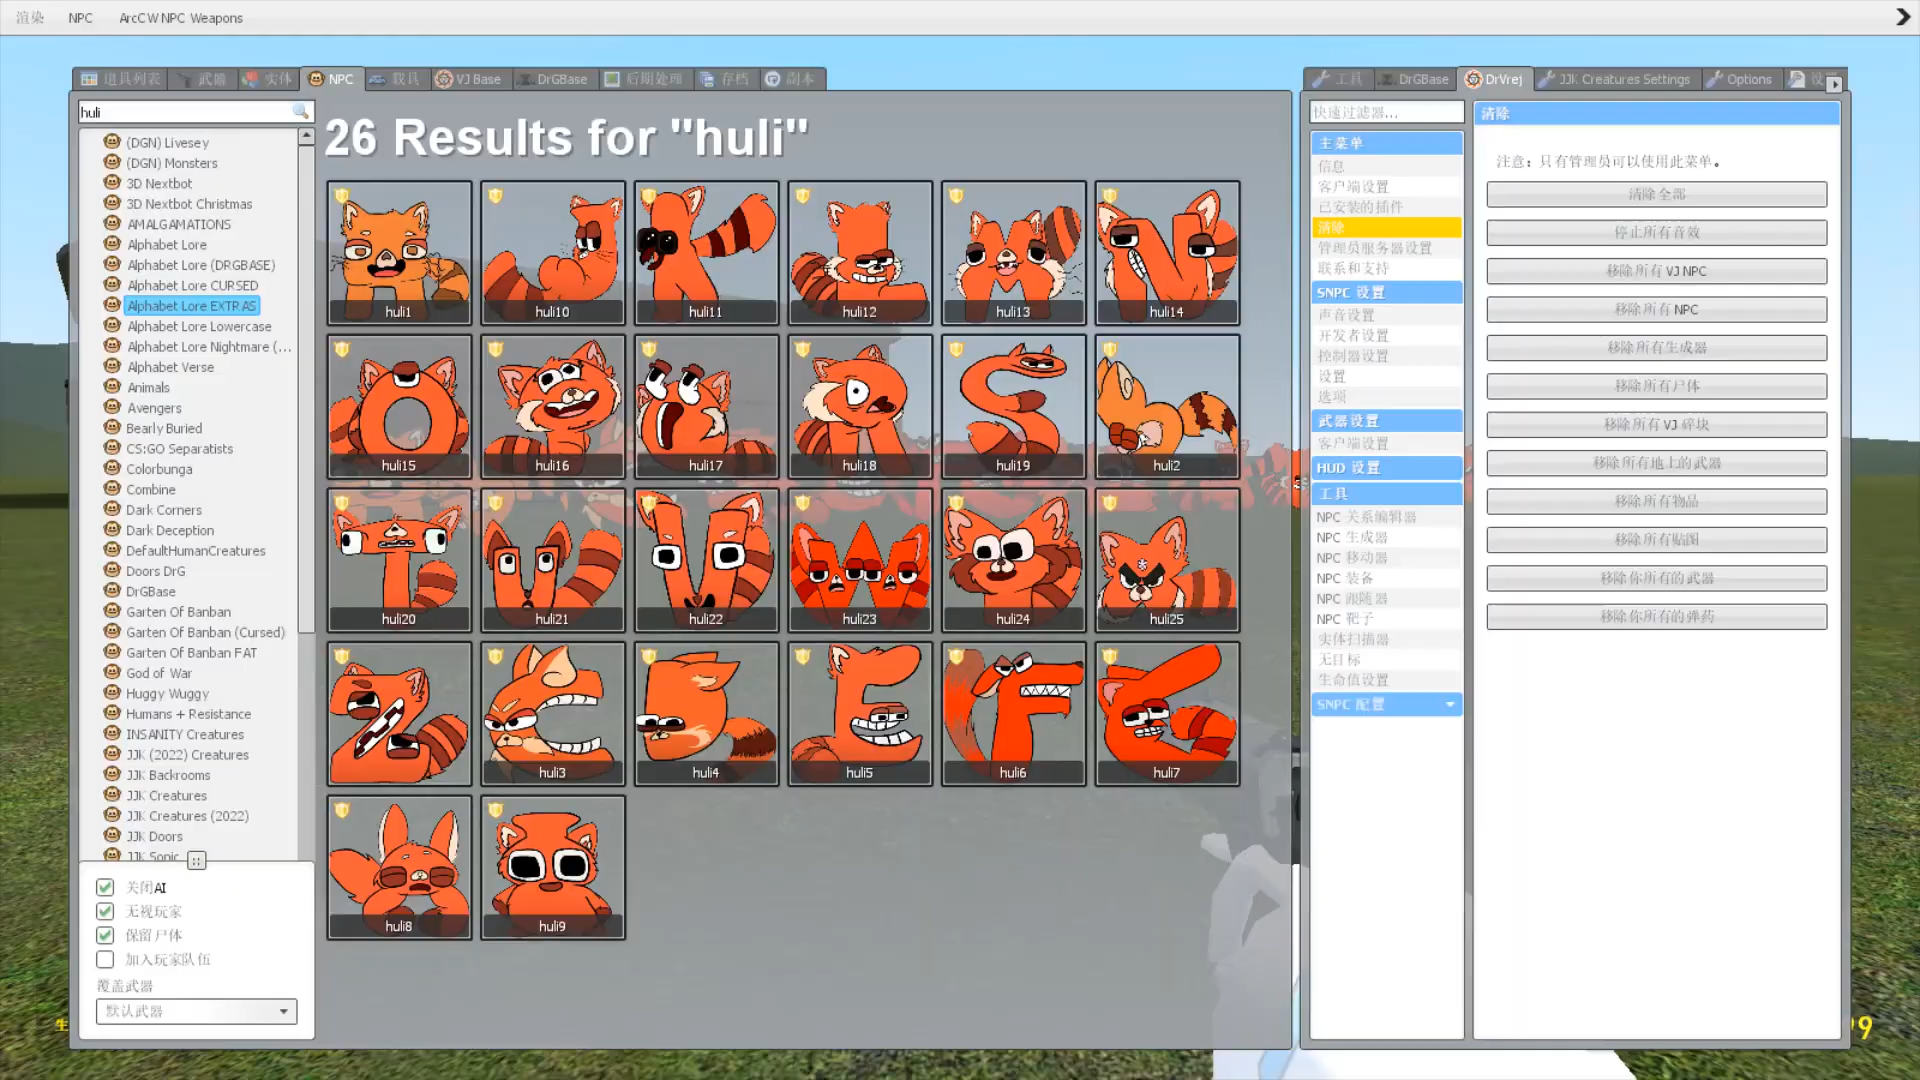 渲染 NPC ArcCW NPC Weapons
道具列表 武器 实体 NPC 载具 VJ Base DrGBase 后期处理 存档 副本
huli
(DGN) Livesey
(DGN) Monsters
3D Nextbot
3D Nextbot Christmas
AMALGAMATIONS
Alphabet Lore
Alphabet Lore (DRGBASE)
Alphabet Lore CURSED
Alphabet Lore EXTRAS
Alphabet Lore Lowercase
Alphabet Lore Nightmare (...
Alphabet Verse
Animals
Avengers
Bearly Buried
CS:GO Separatists
Colorbunga
Combine
Dark Corners
Dark Deception
DefaultHumanCreatures
Doors DrG
DrGBase
Garten Of Banban
Garten Of Banban (Cursed)
Garten Of Banban FAT
God of War
Huggy Wuggy
Humans + Resistance
INSANITY Creatures
JJK (2022) Creatures
JJK Backrooms
JJK Creatures
JJK Creatures (2022)
JJK Doors
JJK Sonic
关闭AI
无视玩家
保留尸体
加入玩家队伍
覆盖武器
默认武器
26 Results for "huli"
huli1 huli10 huli11 huli12 huli13 huli14
huli15 huli16 huli17 huli18 huli19 huli2
huli20 huli21 huli22 huli23 huli24 huli25
huli3 huli4 huli5 huli6 huli7
huli8 huli9
工具 DrGBase DrVrej JJK Creatures Settings Options 设
快速过滤器...
主菜单
信息
客户端设置
已安装的插件
清除
管理员服务器设置
联系和支持
SNPC 设置
声音设置
开发者设置
控制器设置
设置
选项
武器设置
客户端设置
HUD 设置
工具
NPC 关系编辑器
NPC 生成器
NPC 移动器
NPC 装备
NPC 跟随器
NPC 靶子
实体扫描器
无目标
生命值设置
SNPC 配置
清除
注意：只有管理员可以使用此菜单。
清除全部
停止所有音效
移除所有 VJ NPC
移除所有 NPC
移除所有生成器
移除所有尸体
移除所有 VJ 碎块
移除所有地上的武器
移除所有物品
移除所有贴图
移除你所有的武器
移除你所有的弹药
生
9